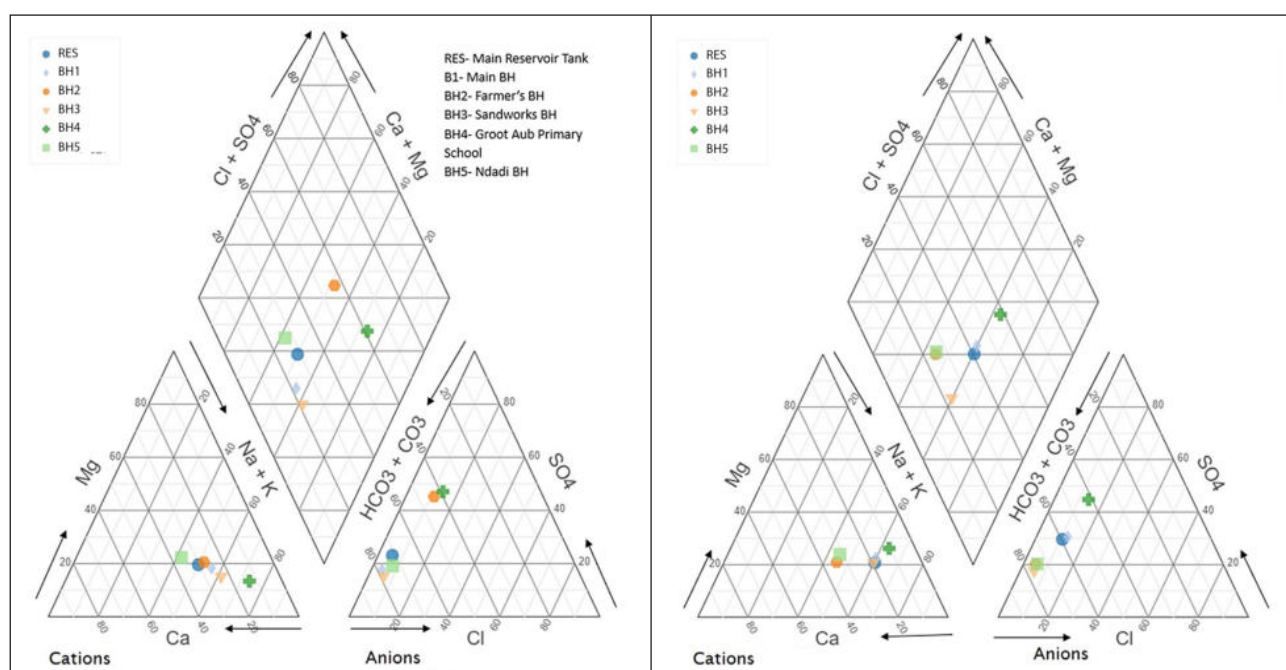 RES
BH1
BH2
BH3
BH4
BH5
RES- Main Reservoir Tank
B1- Main BH
BH2- Farmer's BH
BH3- Sandworks BH
BH4- Groot Aub Primary
School
BH5- Ndadi BH
80 80
60 60
Cl + SO4 Ca + Mg
40 40
20 20
80 20 20 80
60 40 40 60
Mg Na + K HCO3 + CO3 SO4
40 60 60 40
20 80 80 20
80 60 40 20 20 40 60 80
Ca Cl
Cations Anions
RES
BH1
BH2
BH3
BH4
BH5
80 80
60 60
Cl + SO4 Ca + Mg
40 40
20 20
80 20 20 80
60 40 40 60
Mg Na + K HCO3 + CO3 SO4
40 60 60 40
20 80 80 20
80 60 40 20 20 40 60 80
Ca Cl
Cations Anions